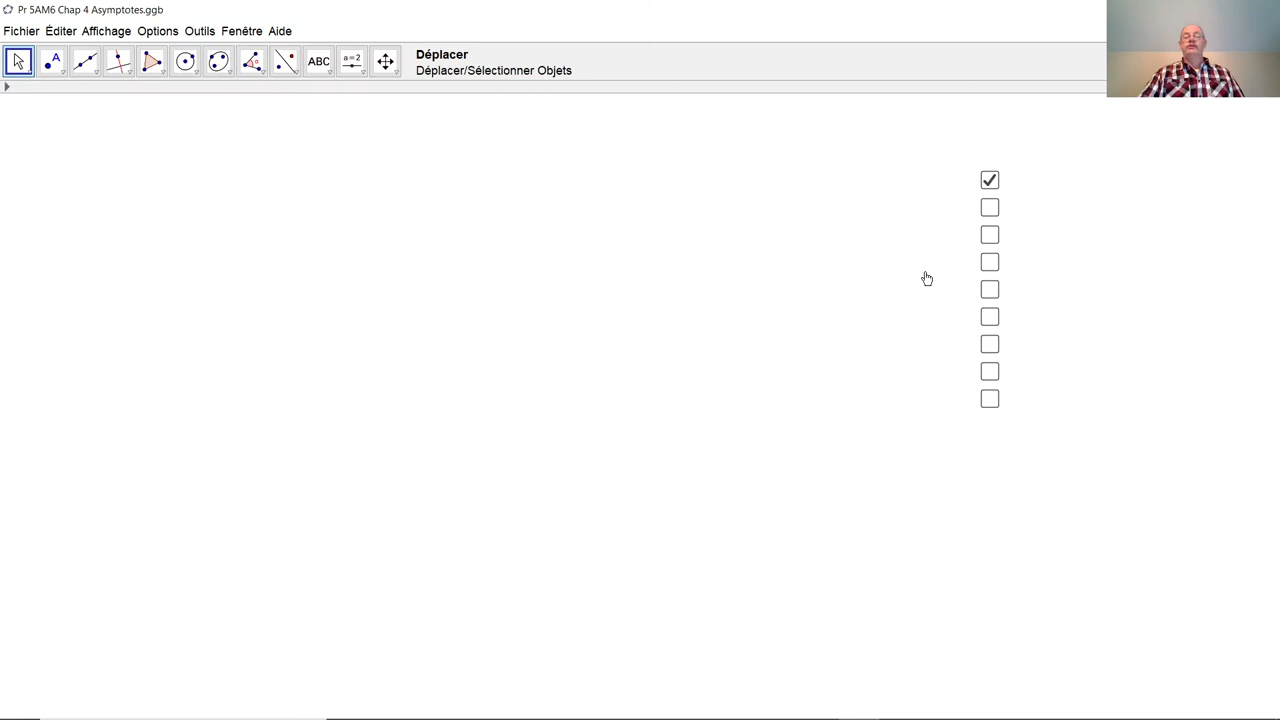 Pr 5AM6 Chap 4 Asymptotes.ggb
Fichier Éditer Affichage Options Outils Fenêtre Aide
A
ABC
a=2
Déplacer
Déplacer/Sélectionner Objets